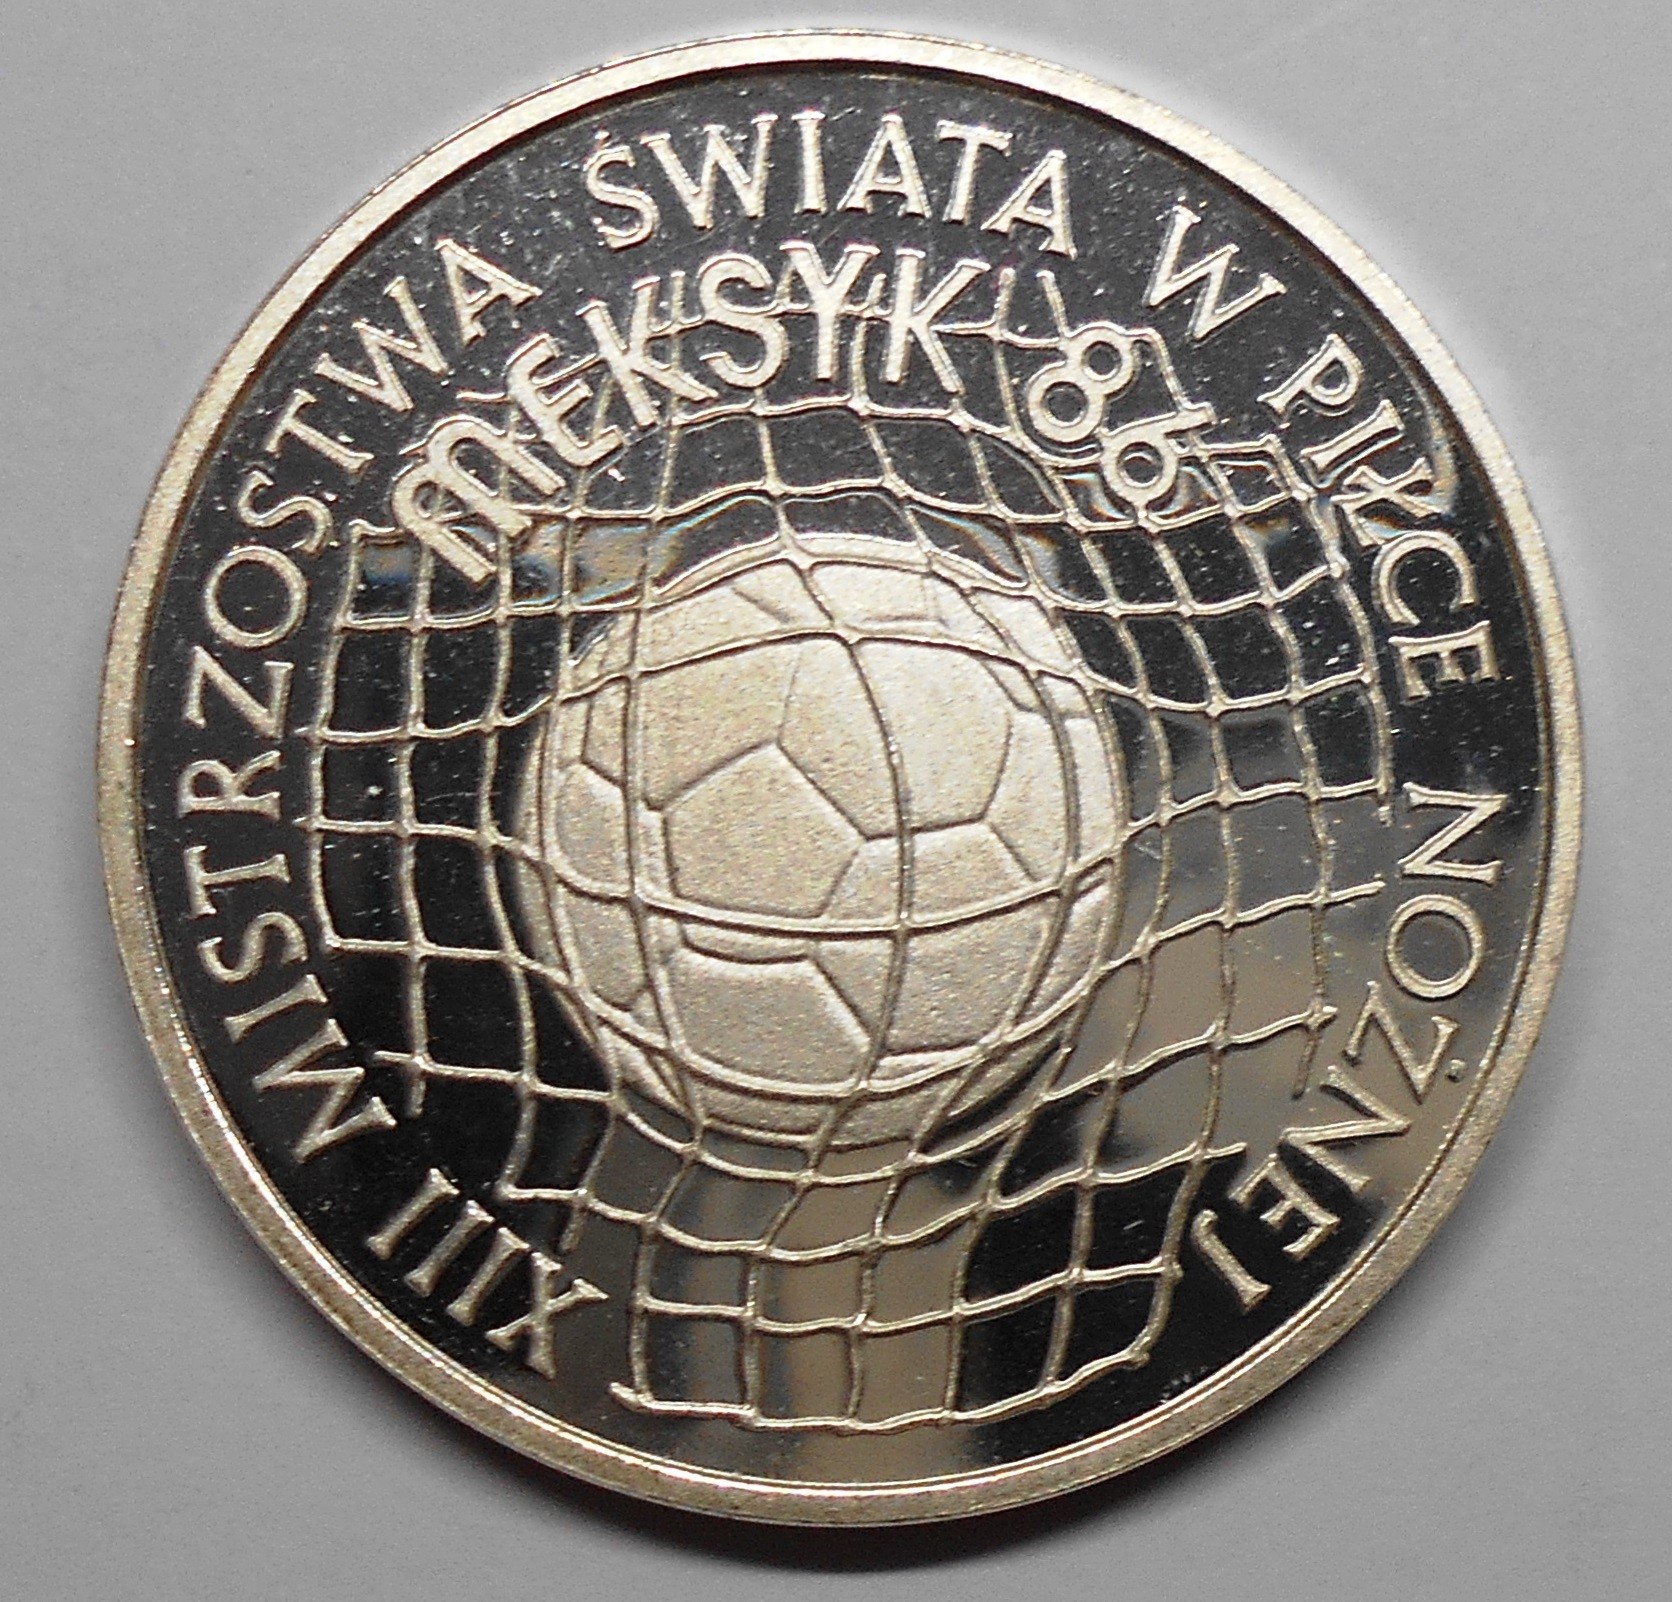 XIII MISTRZOSTWA ŚWIATA W PIŁCE NOŻNEJ
MEKSYK 86